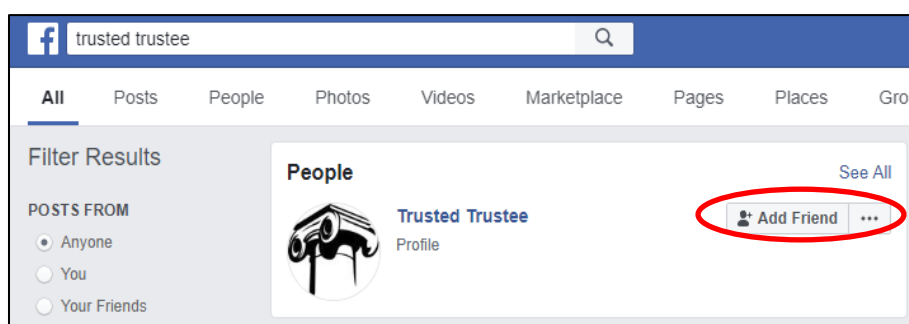 f trusted trustee
All Posts People Photos Videos Marketplace Pages Places Gro
Filter Results
People See All
POSTS FROM
Trusted Trustee Add Friend ...
Profile
Anyone
You
Your Friends